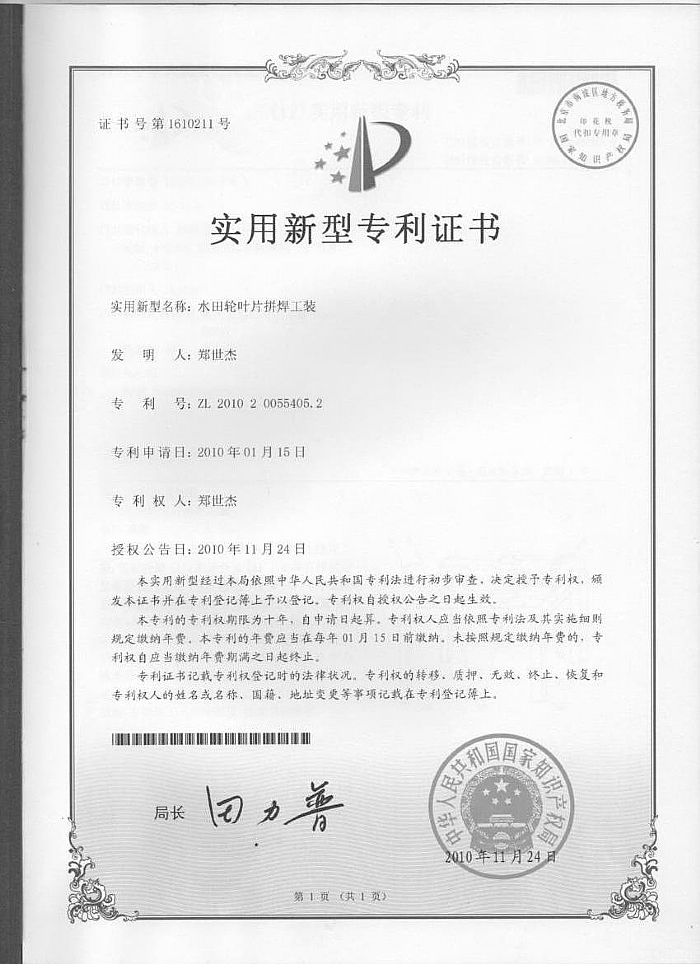 证书号第1610211号
北京市海淀区地方税务局
印花税
代扣专用章
国家知识产权局
实用新型专利证书
实用新型名称：水田轮叶片拼焊工装
发明人：郑世杰
专利号：ZL 2010 2 0055405.2
专利申请日：2010年01月15日
专利权人：郑世杰
授权公告日：2010年11月24日
本实用新型经过本局依照中华人民共和国专利法进行初步审查，决定授予专利权，颁
发本证书并在专利登记簿上予以登记。专利权自授权公告之日起生效。
本专利的专利权期限为十年，自申请日起算。专利权人应当依照专利法及其实施细则
规定缴纳年费。本专利的年费应当在每年01月15日前缴纳。未按照规定缴纳年费的，专
利权自应当缴纳年费期满之日起终止。
专利证书记载专利权登记时的法律状况。专利权的转移、质押、无效、终止、恢复和
专利权人的姓名或名称、国籍、地址变更等事项记载在专利登记簿上。
局长 田力普
中华人民共和国国家知识产权局
2010年11月24日
第1页（共1页）